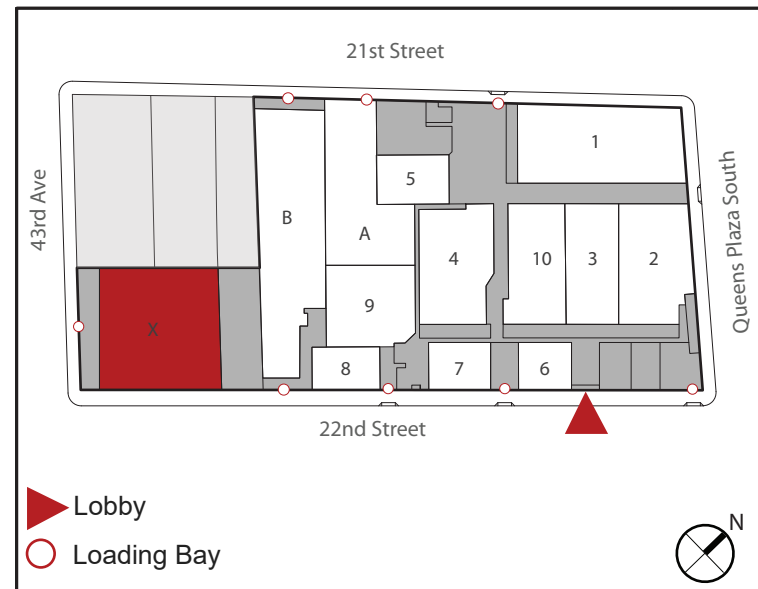 21st Street
43rd Ave
Queens Plaza South
1
5
B
A
4
10
3
2
9
X
8
7
6
22nd Street
Lobby
Loading Bay
N